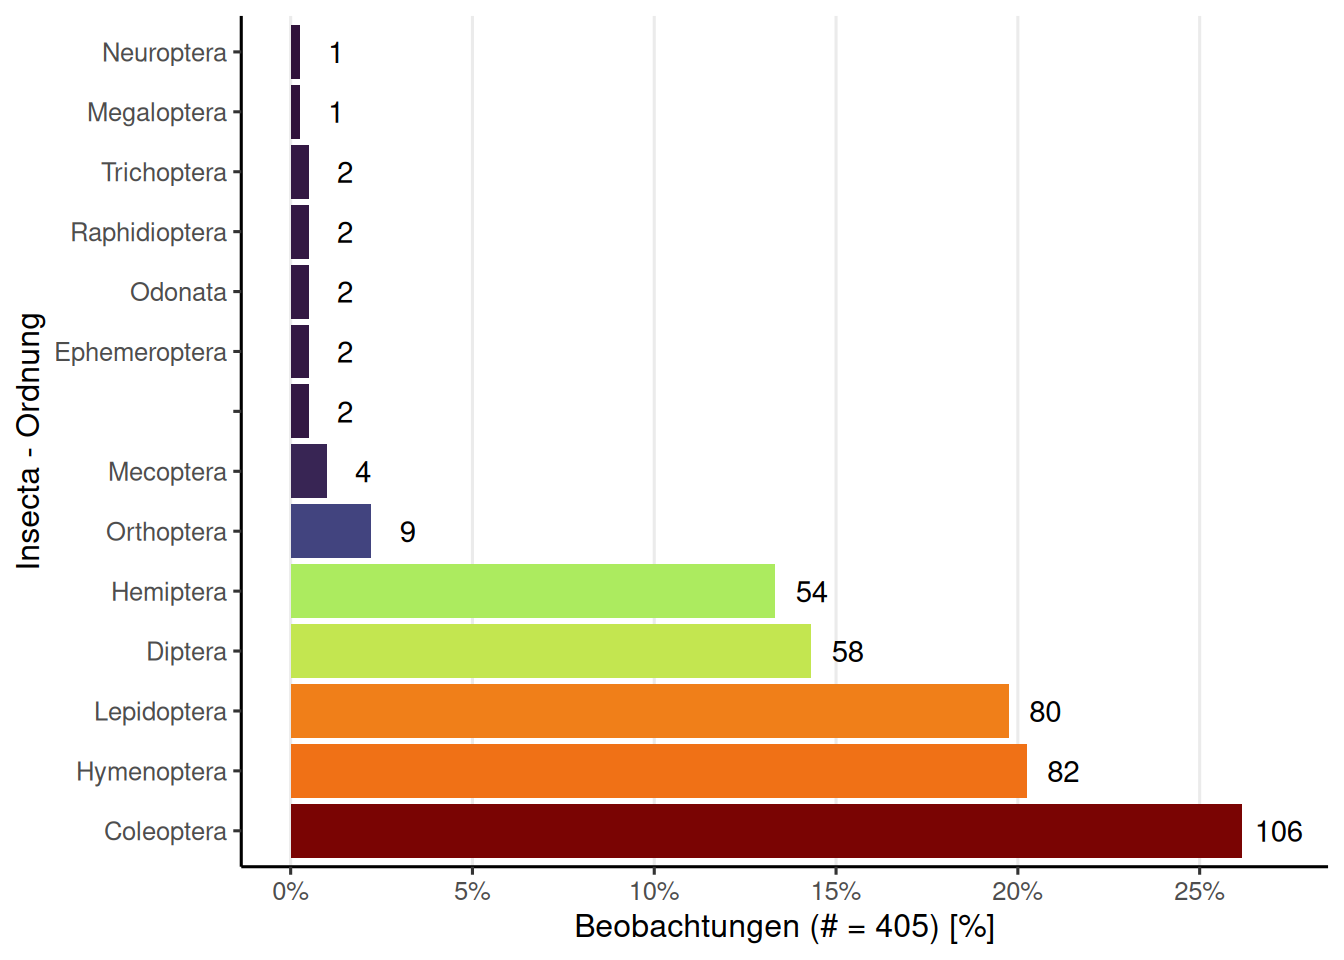 Insecta - Ordnung
Neuroptera 1
Megaloptera 1
Trichoptera 2
Raphidioptera 2
Odonata 2
Ephemeroptera 2
2
Mecoptera 4
Orthoptera 9
Hemiptera 54
Diptera 58
Lepidoptera 80
Hymenoptera 82
Coleoptera 106
0% 5% 10% 15% 20% 25%
Beobachtungen (# = 405) [%]